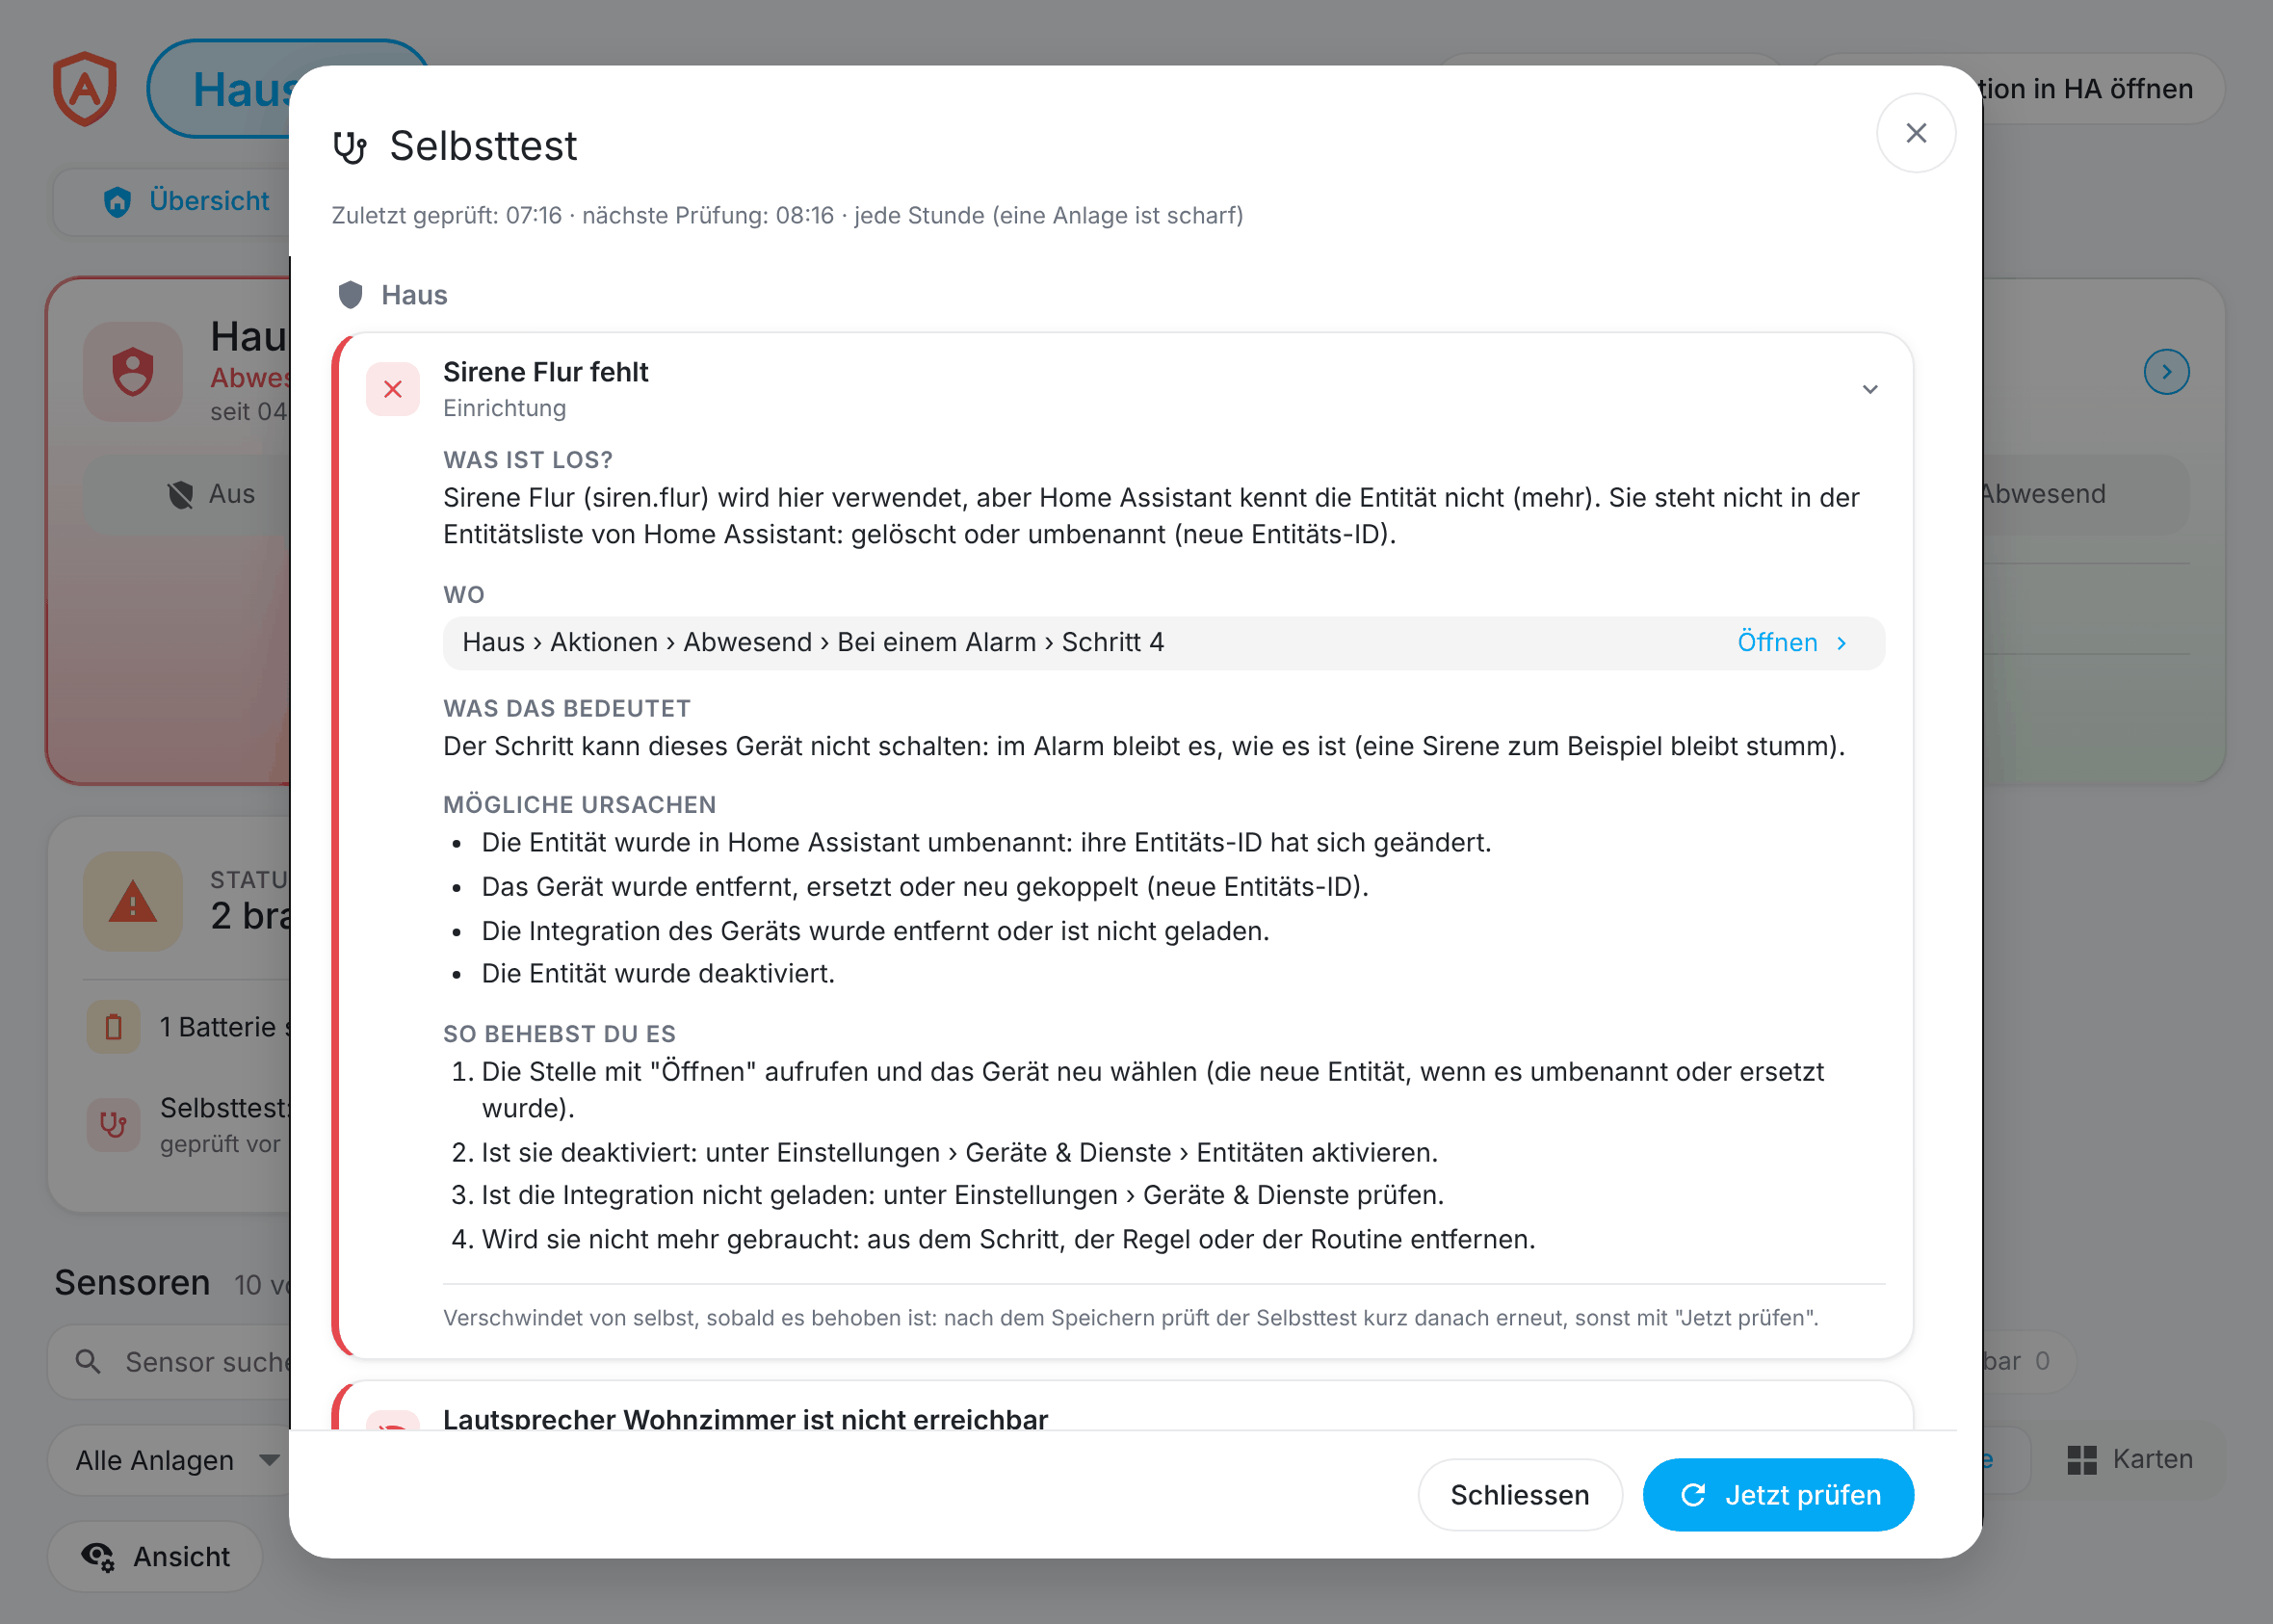 Haus
tion in HA öffnen
Selbsttest
Zuletzt geprüft: 07:16 · nächste Prüfung: 08:16 · jede Stunde (eine Anlage ist scharf)
Übersicht
Haus
Sirene Flur fehlt
Einrichtung
seit 04
Aus
Abwesend
WAS IST LOS?
Sirene Flur (siren.flur) wird hier verwendet, aber Home Assistant kennt die Entität nicht (mehr). Sie steht nicht in der
Entitätsliste von Home Assistant: gelöscht oder umbenannt (neue Entitäts-ID).
WO
Haus › Aktionen › Abwesend › Bei einem Alarm › Schritt 4
Öffnen ›
WAS DAS BEDEUTET
Der Schritt kann dieses Gerät nicht schalten: im Alarm bleibt es, wie es ist (eine Sirene zum Beispiel bleibt stumm).
MÖGLICHE URSACHEN
• Die Entität wurde in Home Assistant umbenannt: ihre Entitäts-ID hat sich geändert.
• Das Gerät wurde entfernt, ersetzt oder neu gekoppelt (neue Entitäts-ID).
• Die Integration des Geräts wurde entfernt oder ist nicht geladen.
• Die Entität wurde deaktiviert.
SO BEHEBST DU ES
1. Die Stelle mit "Öffnen" aufrufen und das Gerät neu wählen (die neue Entität, wenn es umbenannt oder ersetzt
wurde).
2. Ist sie deaktiviert: unter Einstellungen › Geräte & Dienste › Entitäten aktivieren.
3. Ist die Integration nicht geladen: unter Einstellungen › Geräte & Dienste prüfen.
4. Wird sie nicht mehr gebraucht: aus dem Schritt, der Regel oder der Routine entfernen.
Verschwindet von selbst, sobald es behoben ist: nach dem Speichern prüft der Selbsttest kurz danach erneut, sonst mit "Jetzt prüfen".
Lautsprecher Wohnzimmer ist nicht erreichbar
Schliessen
Jetzt prüfen
STATU
2 bra
1 Batterie
Selbsttest:
geprüft vor
Sensoren 10
Sensor suche
bar 0
Alle Anlagen
Karten
Ansicht